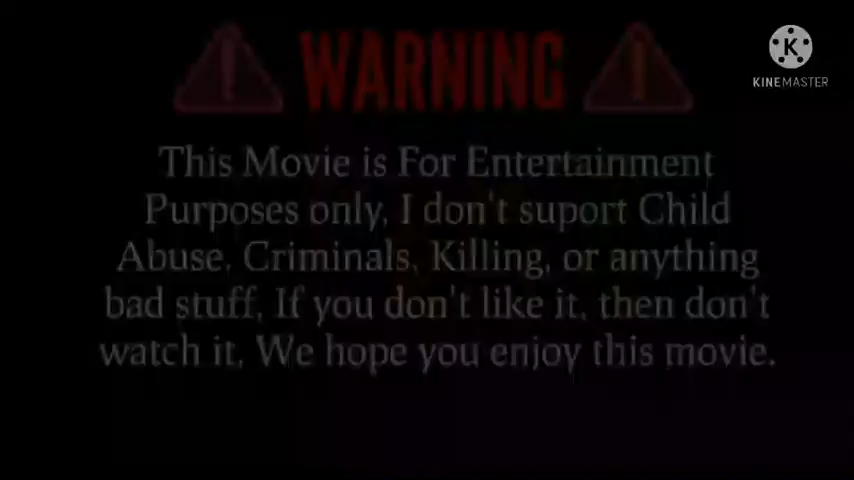 WARNING
KINEMASTER
This Movie is For Entertainment
Purposes only, I don't suport Child
Abuse, Criminals, Killing, or anything
bad stuff, If you don't like it, then don't
watch it, We hope you enjoy this movie.